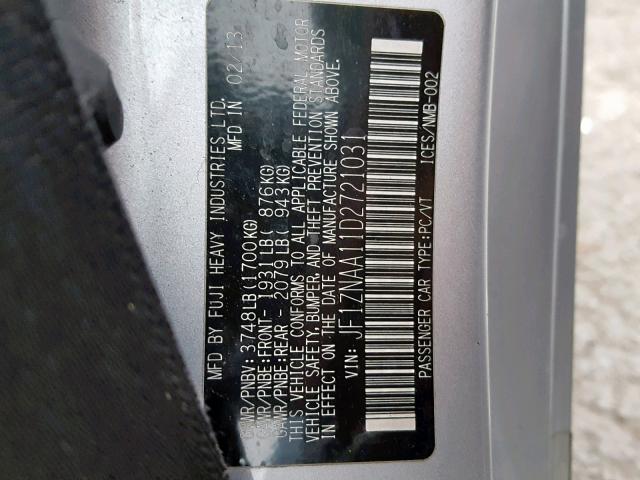 MFD BY FUJI HEAVY INDUSTRIES LTD.
MFD IN 02/13
GVWR/PNBV: 3748LB(1700KG)
GAWR/PNBE:FRONT-1931LB( 876KG)
GAWR/PNBE:REAR - 2079LB( 943KG)
THIS VEHICLE CONFORMS TO ALL APPLICABLE FEDERAL MOTOR
VEHICLE SAFETY,BUMPER,AND THEFT PREVENTION STANDARDS
IN EFFECT ON THE DATE OF MANUFACTURE SHOWN ABOVE.
VIN: JF1ZNAA11D2721031
PASSENGER CAR TYPE:PC/VT
ICES/NMB-002